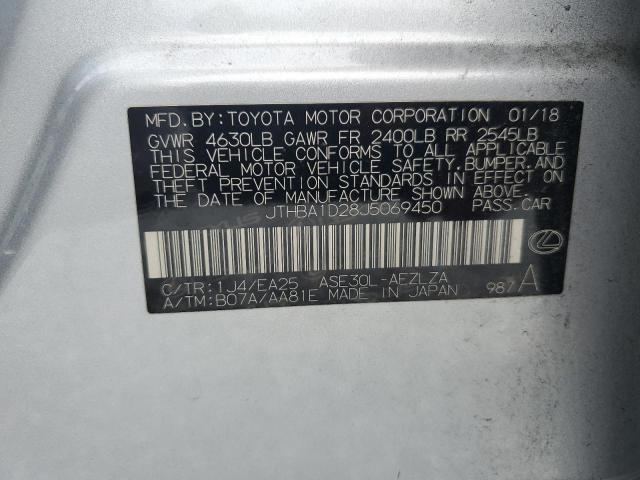 MFD. BY: TOYOTA MOTOR CORPORATION 01/18
GVWR 4630LB GAWR FR 2400LB RR 2545LB
THIS VEHICLE CONFORMS TO ALL APPLICABLE
FEDERAL MOTOR VEHICLE SAFETY, BUMPER, AND
THEFT PREVENTION STANDARDS IN EFFECT ON
THE DATE OF MANUFACTURE SHOWN ABOVE.
JTHBA1D28J5069450 PASS. CAR
C/TR: 1J4/EA25 ASE30L-AEZLZA
A/TM: B07A/AA81E MADE IN JAPAN 987A